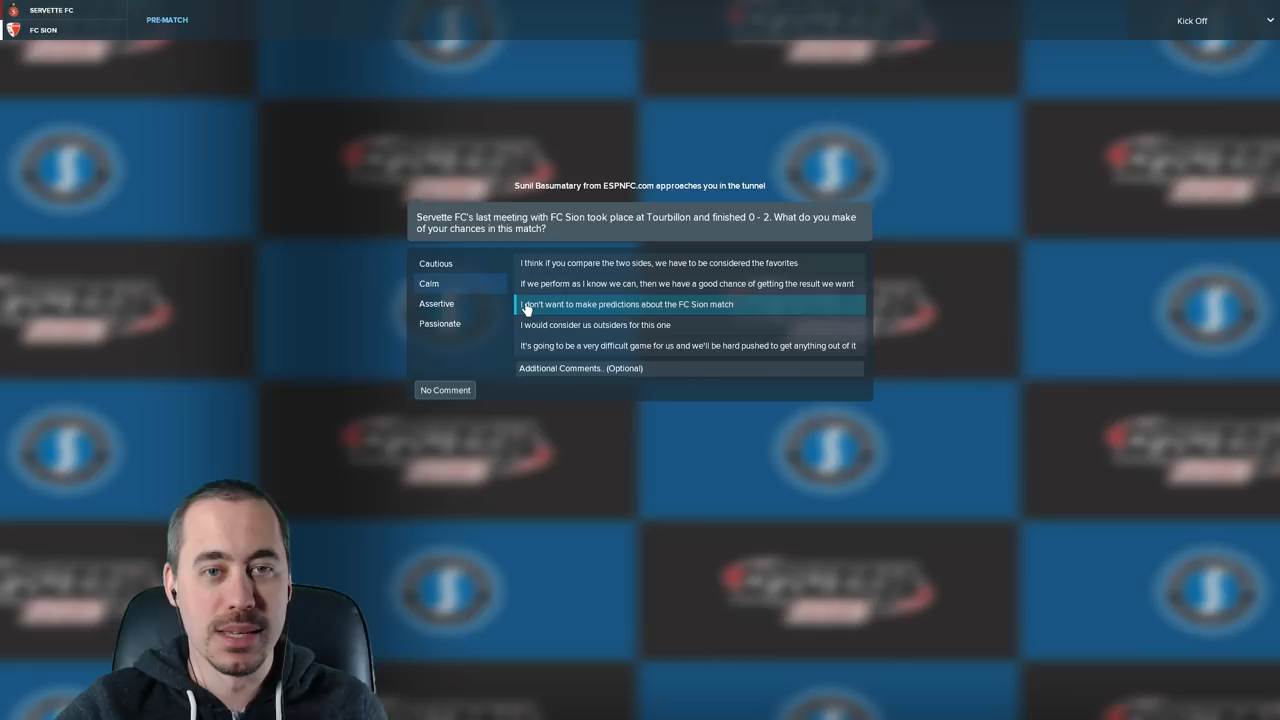 SERVETTE FC
FC SION
PRE-MATCH
Kick Off
Sunil Basumatary from ESPNFC.com approaches you in the tunnel
Servette FC's last meeting with FC Sion took place at Tourbillon and finished 0 - 2. What do you make
of your chances in this match?
Cautious
Calm
Assertive
Passionate
I think if you compare the two sides, we have to be considered the favorites
If we perform as I know we can, then we have a good chance of getting the result we want
I don't want to make predictions about the FC Sion match
I would consider us outsiders for this one
It's going to be a very difficult game for us and we'll be hard pushed to get anything out of it
Additional Comments.. (Optional)
No Comment